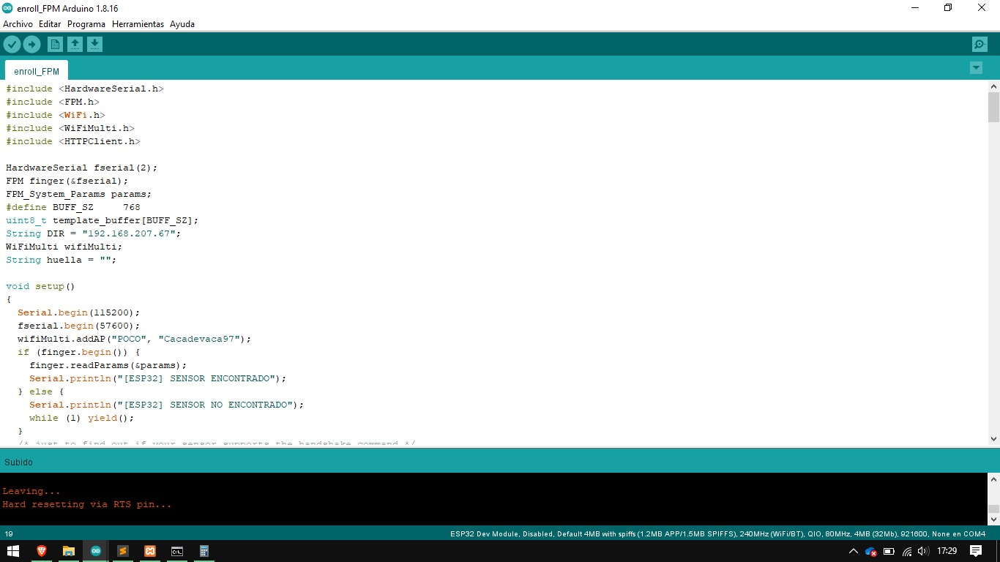 enroll_FPM Arduino 1.8.16
Archivo Editar Programa Herramientas Ayuda
enroll_FPM
#include <HardwareSerial.h>
#include <FPM.h>
#include <WiFi.h>
#include <WiFiMulti.h>
#include <HTTPClient.h>
HardwareSerial fserial(2);
FPM finger(&fserial);
FPM_System_Params params;
#define BUFF_SZ     768
uint8_t template_buffer[BUFF_SZ];
String DIR = "192.168.207.67";
WiFiMulti wifiMulti;
String huella = "";
void setup()
{
  Serial.begin(115200);
  fserial.begin(57600);
  wifiMulti.addAP("POCO", "Cacadevaca97");
  if (finger.begin()) {
    finger.readParams(&params);
    Serial.println("[ESP32] SENSOR ENCONTRADO");
  } else {
    Serial.println("[ESP32] SENSOR NO ENCONTRADO");
    while (1) yield();
  }
  /* just to find out if your sensor supports the handshake command */
Subido
Leaving...
Hard resetting via RTS pin...
19
ESP32 Dev Module, Disabled, Default 4MB with spiffs (1.2MB APP/1.5MB SPIFFS), 240MHz (WiFi/BT), QIO, 80MHz, 4MB (32Mb), 921600, None en COM4
17:29